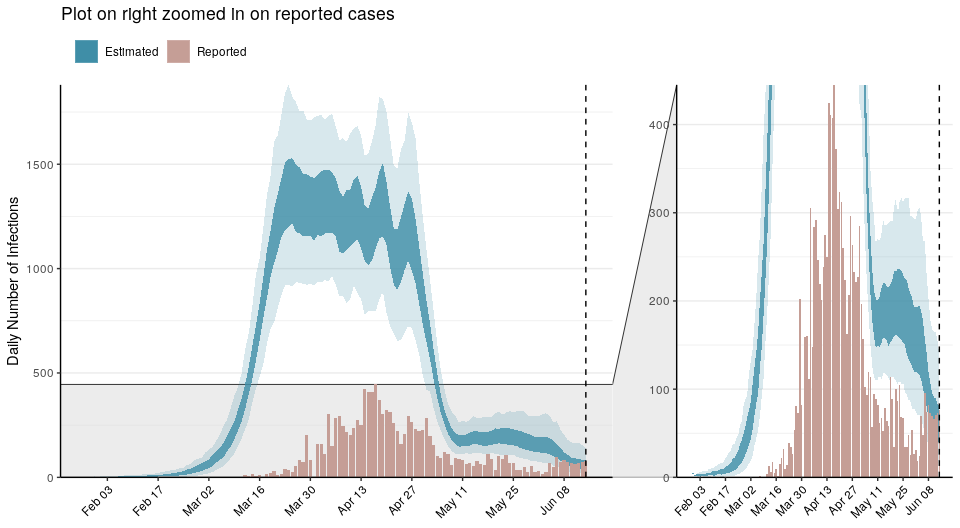 Plot on right zoomed in on reported cases
Estimated Reported
Daily Number of Infections
1500
1000
500
0
Feb 03 Feb 17 Mar 02 Mar 16 Mar 30 Apr 13 Apr 27 May 11 May 25 Jun 08
400
300
200
100
0
Feb 03 Feb 17 Mar 02 Mar 16 Mar 30 Apr 13 Apr 27 May 11 May 25 Jun 08